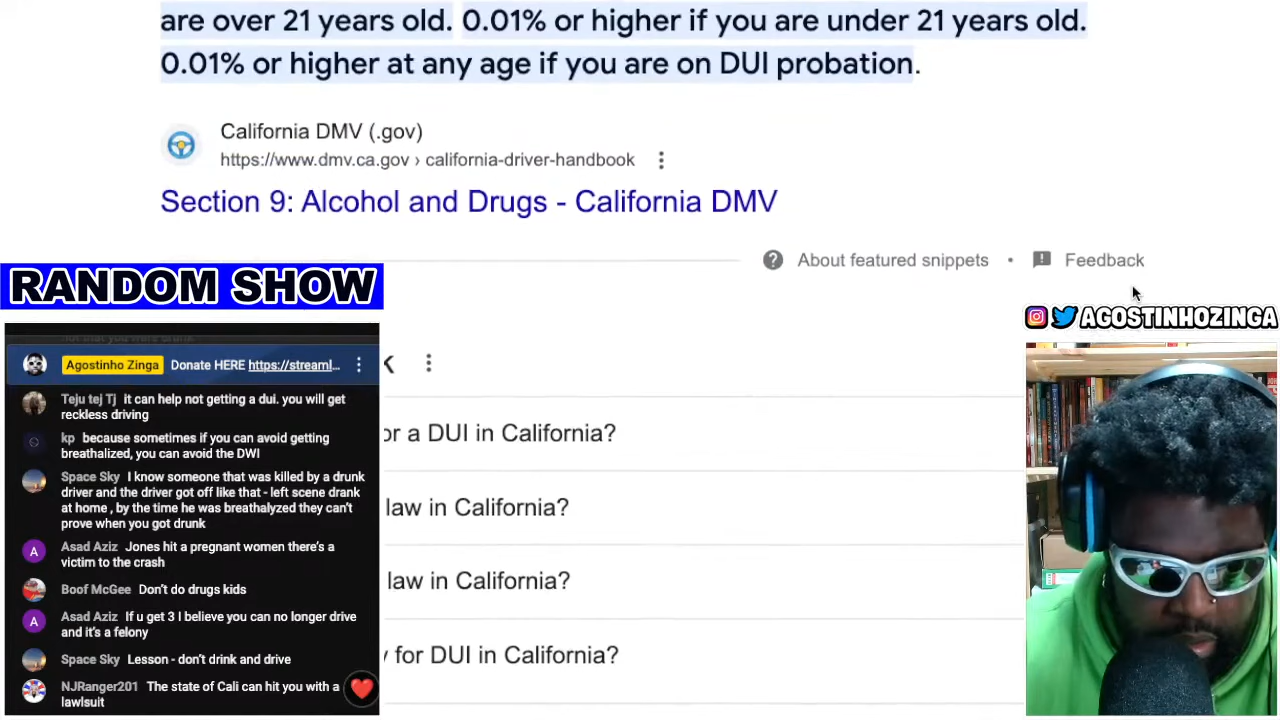 are over 21 years old. 0.01% or higher if you are under 21 years old.
0.01% or higher at any age if you are on DUI probation.
California DMV (.gov)
https://www.dmv.ca.gov › california-driver-handbook
Section 9: Alcohol and Drugs - California DMV
About featured snippets • Feedback
RANDOM SHOW
AGOSTINHOZINGA
Agostinho Zinga Donate HERE https://streaml...
Teju tej Tj it can help not getting a dui. you will get
reckless driving
kp because sometimes if you can avoid getting
breathalized, you can avoid the DWI
Space Sky I know someone that was killed by a drunk
driver and the driver got off like that - left scene drank
at home , by the time he was breathalyzed they can't
prove when you got drunk
Asad Aziz Jones hit a pregnant women there's a
victim to the crash
Boof McGee Don't do drugs kids
Asad Aziz If u get 3 I believe you can no longer drive
and it's a felony
Space Sky Lesson - don't drink and drive
NJRanger201 The state of Cali can hit you with a
lawlsuit
or a DUI in California?
law in California?
law in California?
for DUI in California?